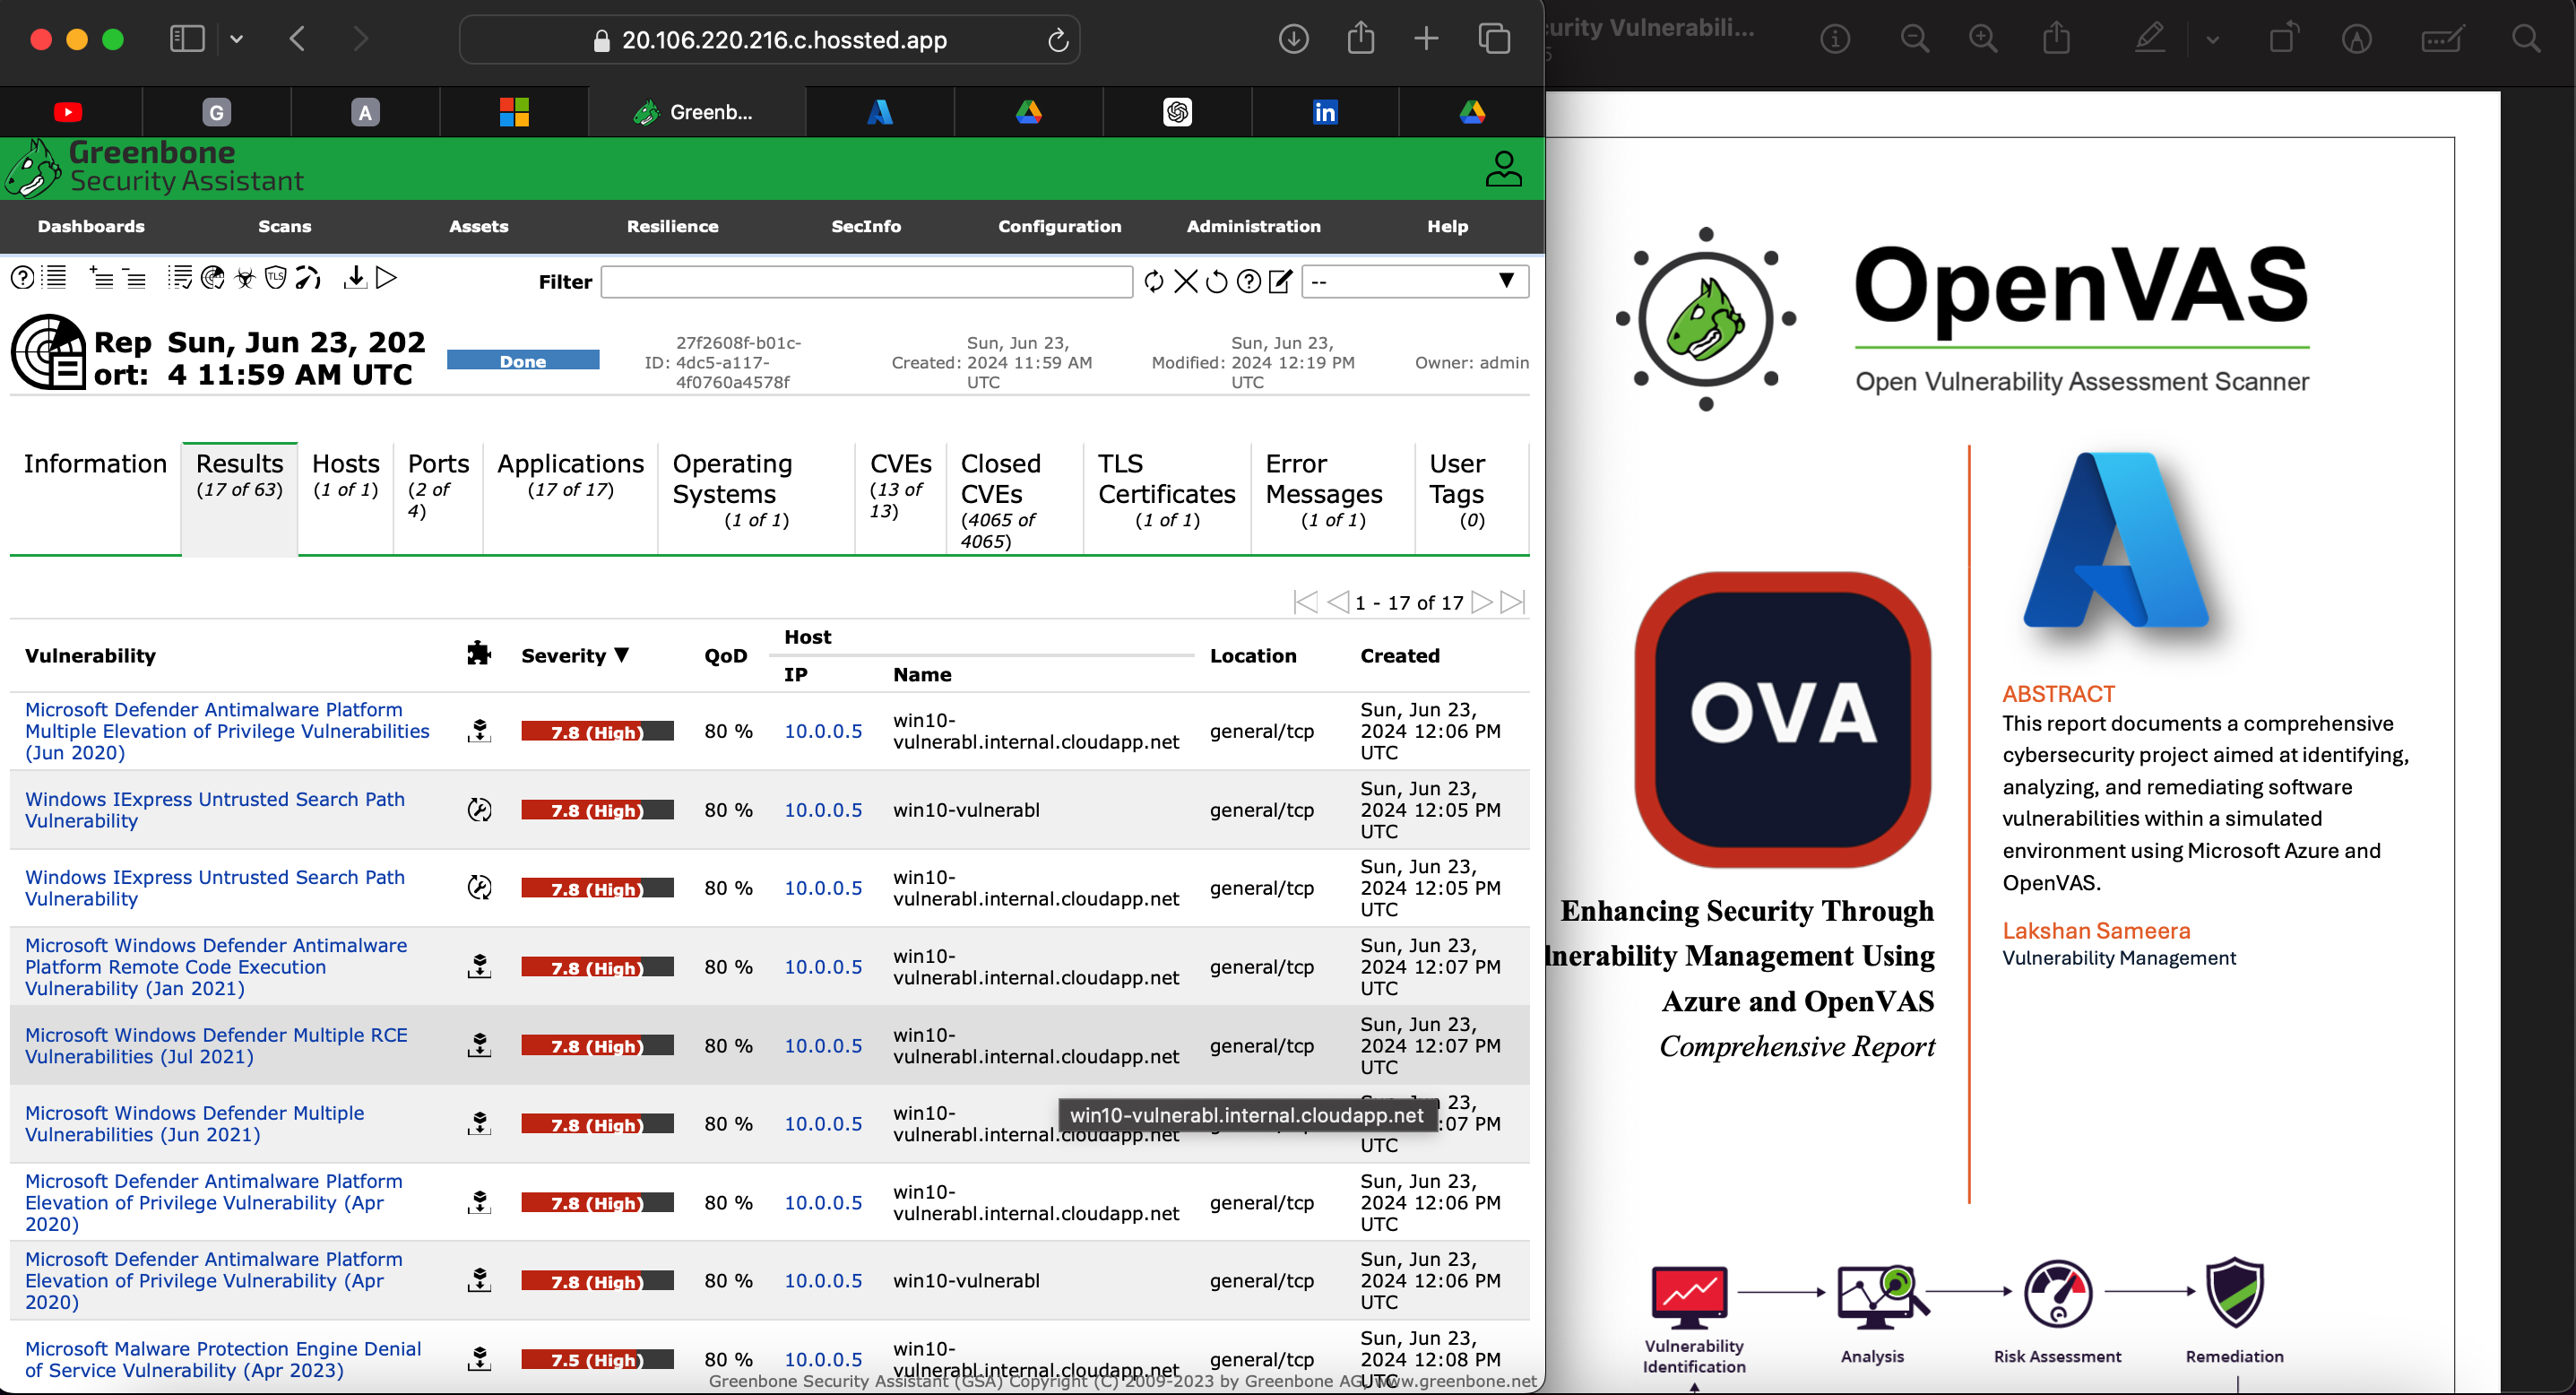 20.106.220.216.c.hossted.app
G
A
Greenb...
in
Greenbone
Security Assistant
Dashboards Scans Assets Resilience SecInfo Configuration Administration Help
TLS
Filter
--
Rep ort: Sun, Jun 23, 202
4 11:59 AM UTC
Done
ID: 27f2608f-b01c-
4dc5-a117-
4f0760a4578f
Created: Sun, Jun 23,
2024 11:59 AM
UTC
Modified: Sun, Jun 23,
2024 12:19 PM
UTC
Owner: admin
Information
Results
(17 of 63)
Hosts
(1 of 1)
Ports
(2 of
4)
Applications
(17 of 17)
Operating
Systems
(1 of 1)
CVEs
(13 of
13)
Closed
CVEs
(4065 of
4065)
TLS
Certificates
(1 of 1)
Error
Messages
(1 of 1)
User
Tags
(0)
1 - 17 of 17
Vulnerability Severity ▼ QoD Host Location Created
IP Name
Microsoft Defender Antimalware Platform
Multiple Elevation of Privilege Vulnerabilities
(Jun 2020)
7.8 (High) 80 % 10.0.0.5
win10-
vulnerabl.internal.cloudapp.net
general/tcp
Sun, Jun 23,
2024 12:06 PM
UTC
Windows IExpress Untrusted Search Path
Vulnerability
7.8 (High) 80 % 10.0.0.5 win10-vulnerabl general/tcp
Sun, Jun 23,
2024 12:05 PM
UTC
Windows IExpress Untrusted Search Path
Vulnerability
7.8 (High) 80 % 10.0.0.5
win10-
vulnerabl.internal.cloudapp.net
general/tcp
Sun, Jun 23,
2024 12:05 PM
UTC
Microsoft Windows Defender Antimalware
Platform Remote Code Execution
Vulnerability (Jan 2021)
7.8 (High) 80 % 10.0.0.5
win10-
vulnerabl.internal.cloudapp.net
general/tcp
Sun, Jun 23,
2024 12:07 PM
UTC
Microsoft Windows Defender Multiple RCE
Vulnerabilities (Jul 2021)
7.8 (High) 80 % 10.0.0.5
win10-
vulnerabl.internal.cloudapp.net
general/tcp
Sun, Jun 23,
2024 12:07 PM
UTC
Microsoft Windows Defender Multiple
Vulnerabilities (Jun 2021)
7.8 (High) 80 % 10.0.0.5
win10-
vulnerabl.internal.cloudapp.net
win10-vulnerabl.internal.cloudapp.net
23,
:07 PM
UTC
Microsoft Defender Antimalware Platform
Elevation of Privilege Vulnerability (Apr
2020)
7.8 (High) 80 % 10.0.0.5
win10-
vulnerabl.internal.cloudapp.net
general/tcp
Sun, Jun 23,
2024 12:06 PM
UTC
Microsoft Defender Antimalware Platform
Elevation of Privilege Vulnerability (Apr
2020)
7.8 (High) 80 % 10.0.0.5 win10-vulnerabl general/tcp
Sun, Jun 23,
2024 12:06 PM
UTC
Microsoft Malware Protection Engine Denial
of Service Vulnerability (Apr 2023)
7.5 (High) 80 % 10.0.0.5
win10-
vulnerabl.internal.cloudapp.net
general/tcp
Sun, Jun 23,
2024 12:08 PM
UTC
Greenbone Security Assistant (GSA) Copyright (C) 2009-2023 by Greenbone AG, www.greenbone.net
curity Vulnerabili...
OpenVAS
Open Vulnerability Assessment Scanner
OVA
Enhancing Security Through
lnerability Management Using
Azure and OpenVAS
Comprehensive Report
ABSTRACT
This report documents a comprehensive
cybersecurity project aimed at identifying,
analyzing, and remediating software
vulnerabilities within a simulated
environment using Microsoft Azure and
OpenVAS.
Lakshan Sameera
Vulnerability Management
Vulnerability
Identification
Analysis
Risk Assessment
Remediation